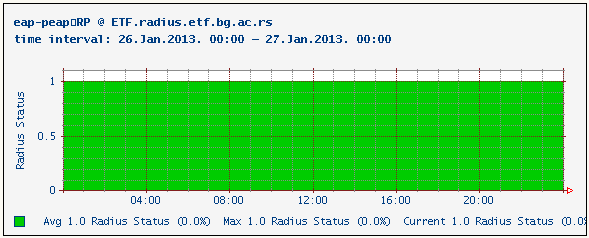 eap-peap▯RP @ ETF.radius.etf.bg.ac.rs
time interval: 26.Jan.2013. 00:00 – 27.Jan.2013. 00:00
Radius Status
1
0.5
0
04:00 08:00 12:00 16:00 20:00
Avg 1.0 Radius Status (0.0%) Max 1.0 Radius Status (0.0%) Current 1.0 Radius Status (0.0%